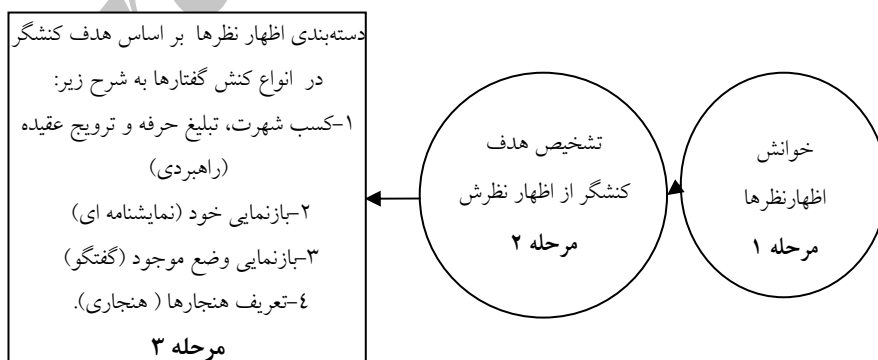 خوانش
اظهارنظرها
مرحله ۱
تشخیص هدف
کنشگر از اظهار نظرش
مرحله ۲
دسته‌بندی اظهار نظرها بر اساس هدف کنشگر
در انواع کنش گفتارها به شرح زیر:
۱-کسب شهرت، تبلیغ حرفه و ترویج عقیده
(راهبردی)
۲-بازنمایی خود (نمایشنامه ای)
۳-بازنمایی وضع موجود (گفتگو)
٤-تعریف هنجارها ( هنجاری).
مرحله ۳